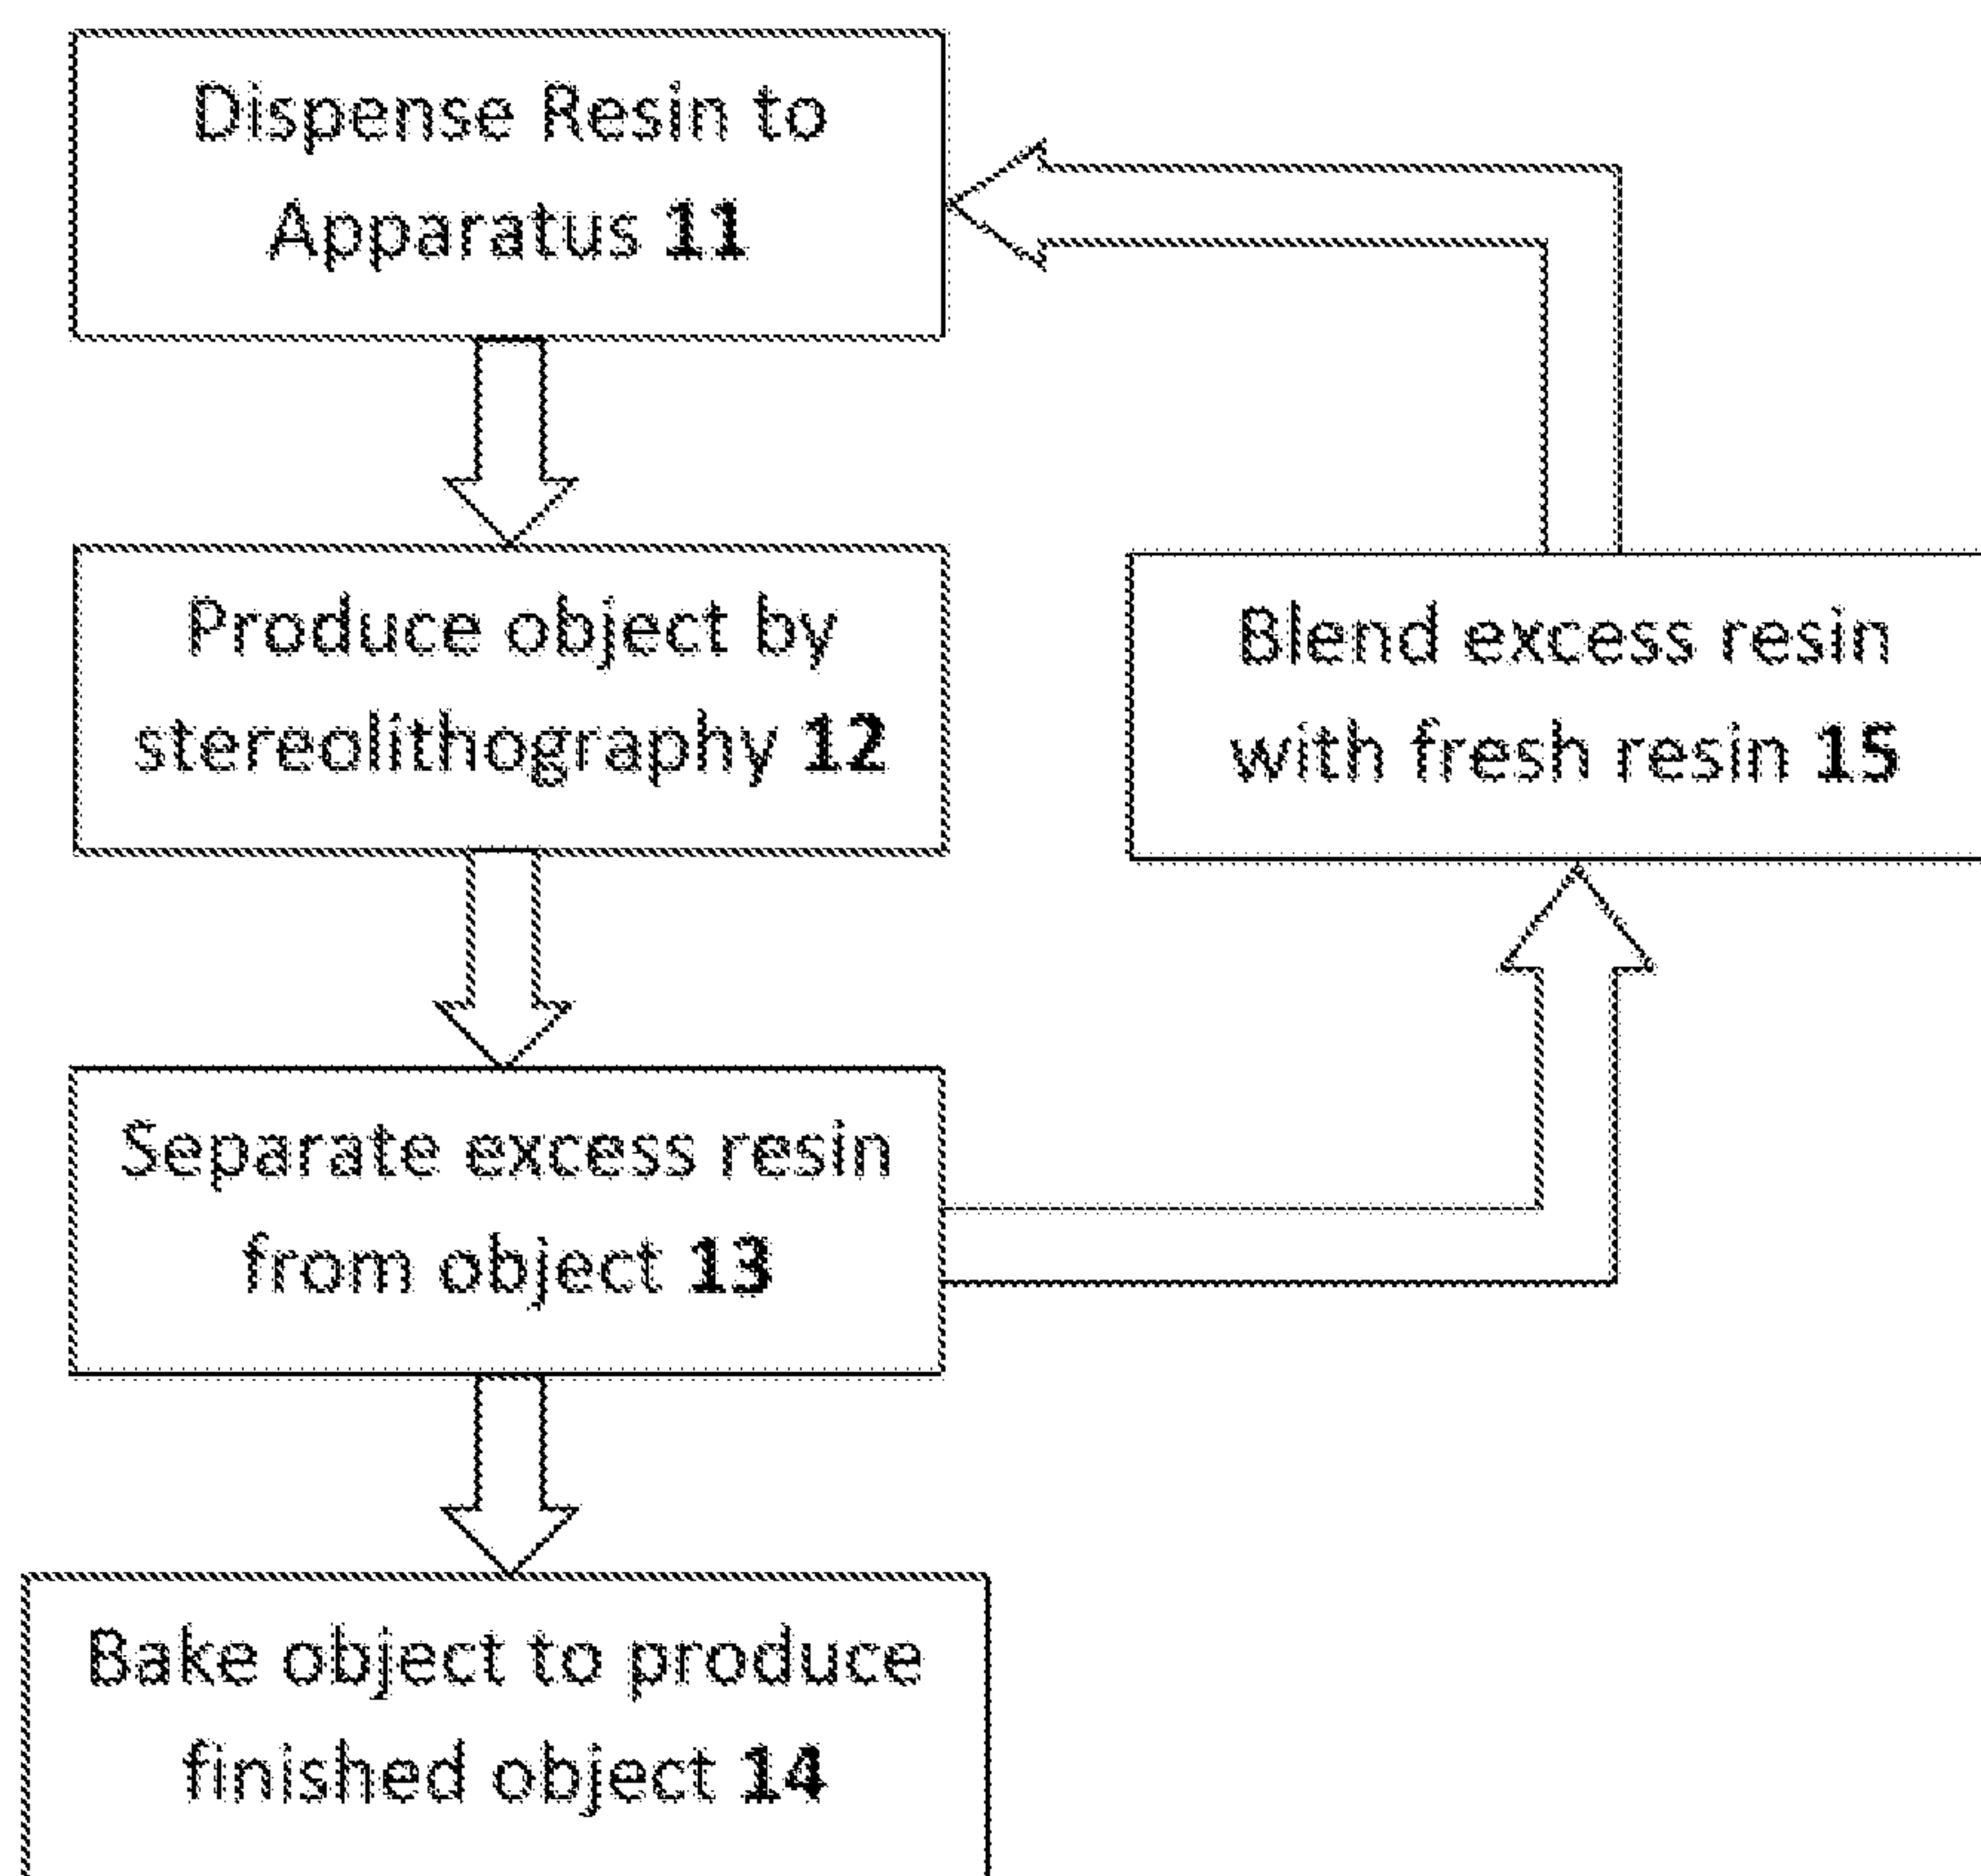 Dispense Resin to
Apparatus 11
Produce object by
stereolithography 12
Blend excess resin
with fresh resin 15
Separate excess resin
from object 13
Bake object to produce
finished object 14